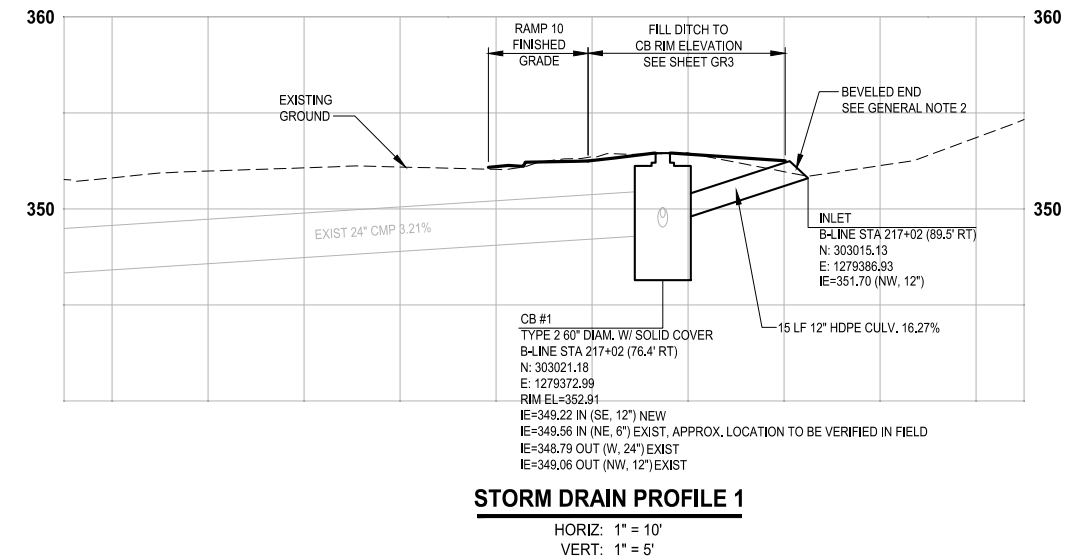 360
360
RAMP 10
FINISHED
GRADE
FILL DITCH TO
CB RIM ELEVATION
SEE SHEET GR3
EXISTING
GROUND
BEVELED END
SEE GENERAL NOTE 2
350
350
EXIST 24" CMP 3.21%
INLET
B-LINE STA 217+02 (89.5' RT)
N: 303015.13
E: 1279386.93
IE=351.70 (NW, 12")
15 LF 12" HDPE CULV. 16.27%
CB #1
TYPE 2 60" DIAM. W/ SOLID COVER
B-LINE STA 217+02 (76.4' RT)
N: 303021.18
E: 1279372.99
RIM EL=352.91
IE=349.22 IN (SE, 12") NEW
IE=349.56 IN (NE, 6") EXIST, APPROX. LOCATION TO BE VERIFIED IN FIELD
IE=348.79 OUT (W, 24") EXIST
IE=349.06 OUT (NW, 12") EXIST
STORM DRAIN PROFILE 1
HORIZ: 1" = 10'
VERT: 1" = 5'